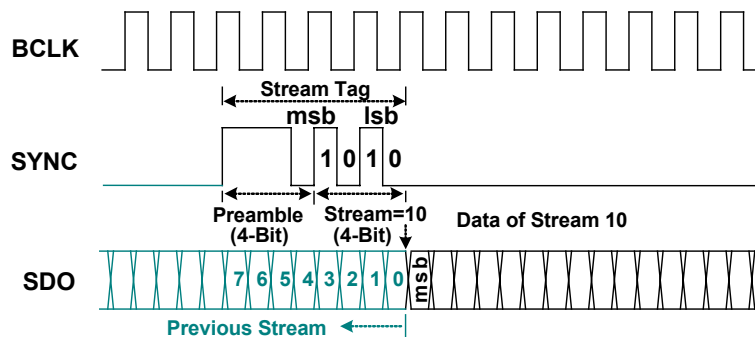 BCLK
Stream Tag
msb lsb
SYNC
1 0 1 0
Preamble
(4-Bit)
Stream=10
(4-Bit)
Data of Stream 10
SDO
7 6 5 4 3 2 1 0 msb
Previous Stream